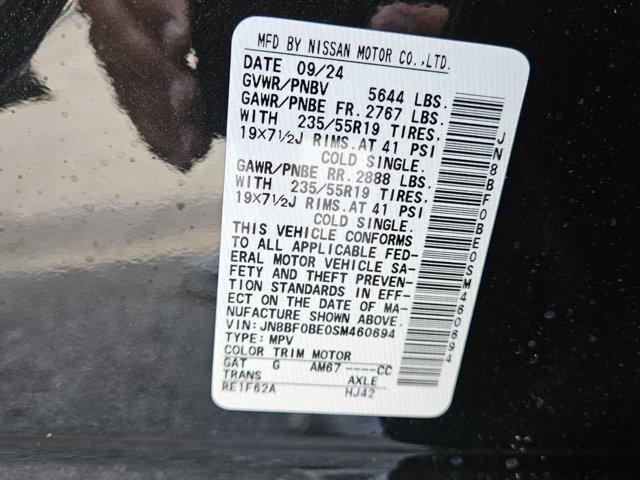 MFD BY NISSAN MOTOR CO.,LTD.
DATE 09/24
GVWR/PNBV 5644 LBS.
GAWR/PNBE FR. 2767 LBS.
WITH 235/55R19 TIRES,
19×7½J RIMS.AT 41 PSI
COLD SINGLE.
GAWR/PNBE RR. 2888 LBS.
WITH 235/55R19 TIRES,
19×7½J RIMS.AT 41 PSI
COLD SINGLE.
THIS VEHICLE CONFORMS
TO ALL APPLICABLE FED-
ERAL MOTOR VEHICLE SA-
FETY AND THEFT PREVEN-
TION STANDARDS IN EFF-
ECT ON THE DATE OF MA-
NUFACTURE SHOWN ABOVE.
VIN: JN8BF0BE0SM460694
TYPE: MPV
COLOR TRIM MOTOR
GAT G AM67 ----CC
TRANS AXLE
RE1F62A HJ42
JN8BF0BE0SM460694